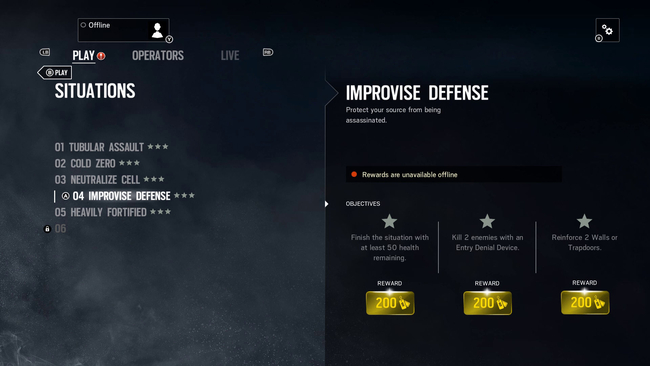 Offline
Y
LB
PLAY
OPERATORS
LIVE
RB
B PLAY
SITUATIONS
01 TUBULAR ASSAULT
02 COLD ZERO
03 NEUTRALIZE CELL
A 04 IMPROVISE DEFENSE
05 HEAVILY FORTIFIED
06
IMPROVISE DEFENSE
Protect your source from being
assassinated.
Rewards are unavailable offline
OBJECTIVES
Finish the situation with
at least 50 health
remaining.
Kill 2 enemies with an
Entry Denial Device.
Reinforce 2 Walls or
Trapdoors.
REWARD
200
REWARD
200
REWARD
200